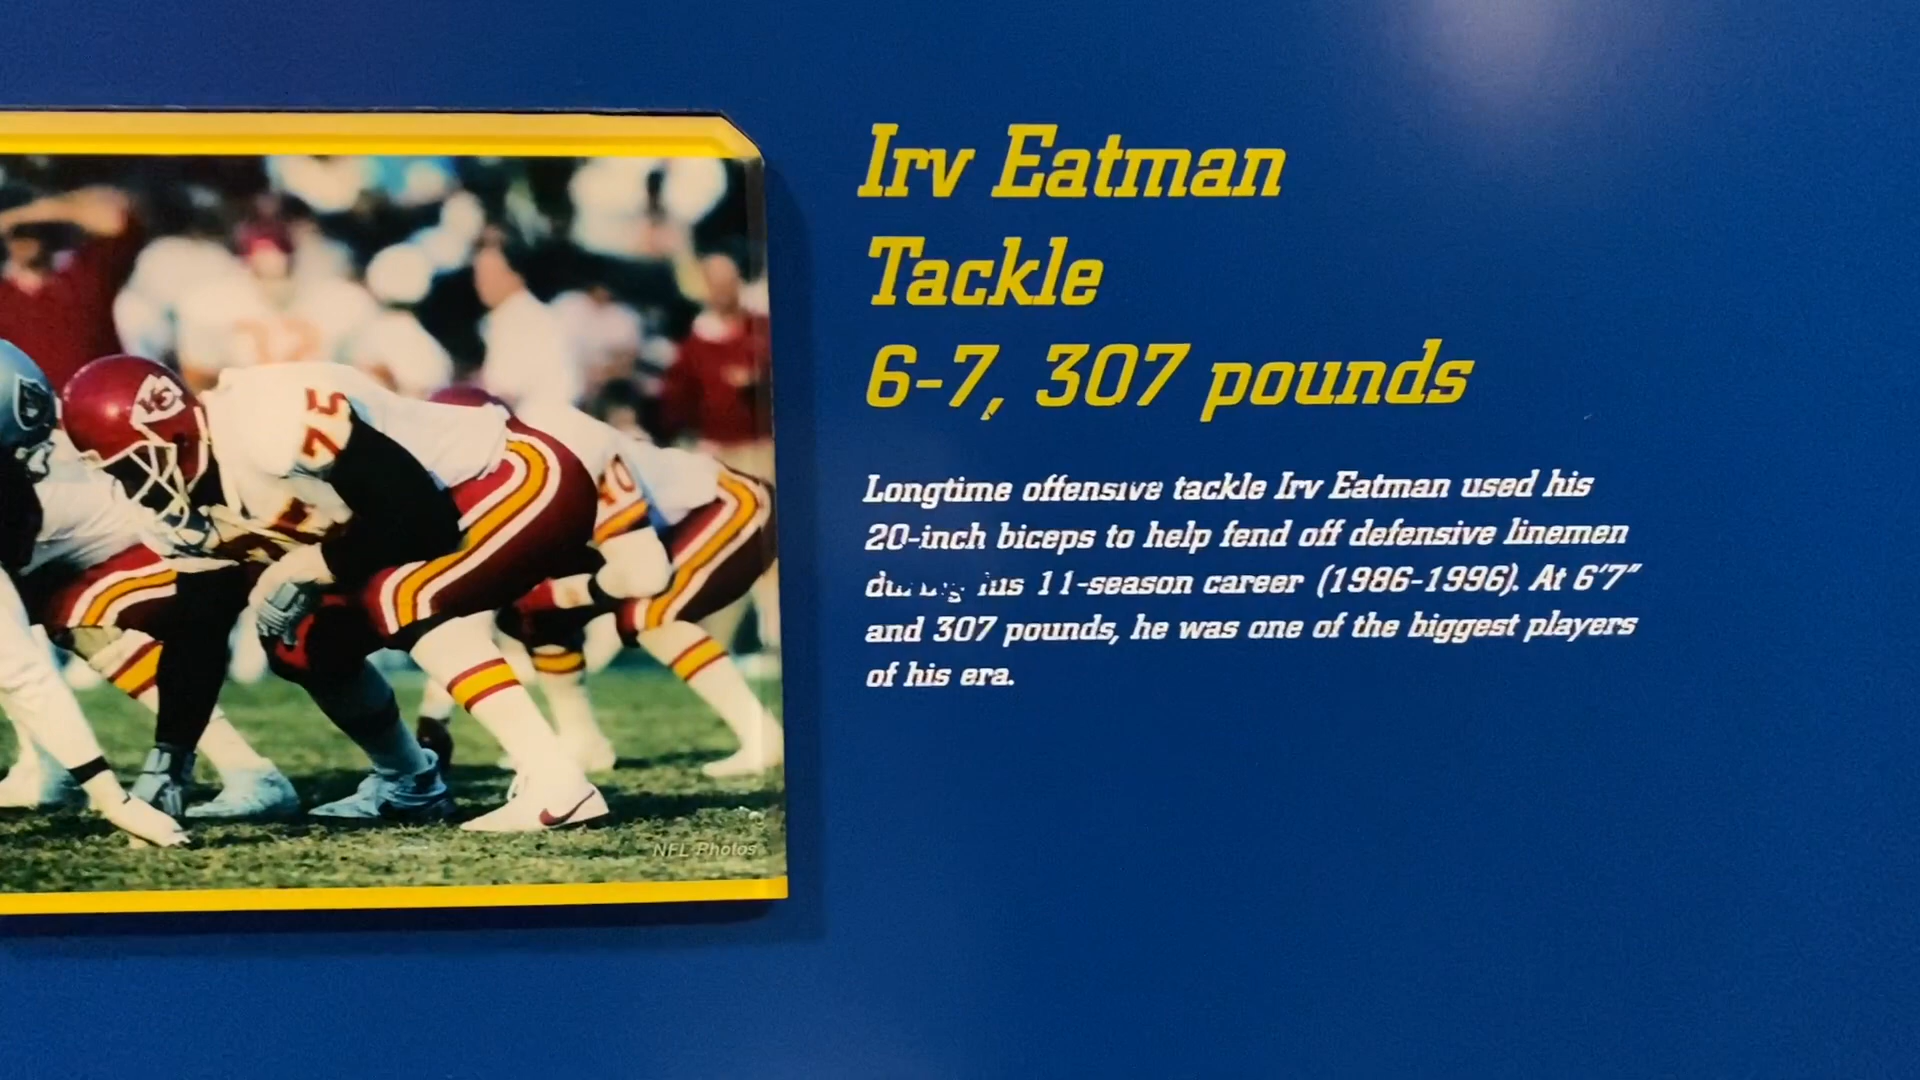 Irv Eatman
Tackle
6-7, 307 pounds
Longtime offensive tackle Irv Eatman used his
20-inch biceps to help fend off defensive linemen
11-season career (1986-1996). At 6'7"
and 307 pounds, he was one of the biggest players
of his era.
32
75
KC
NFL Photos